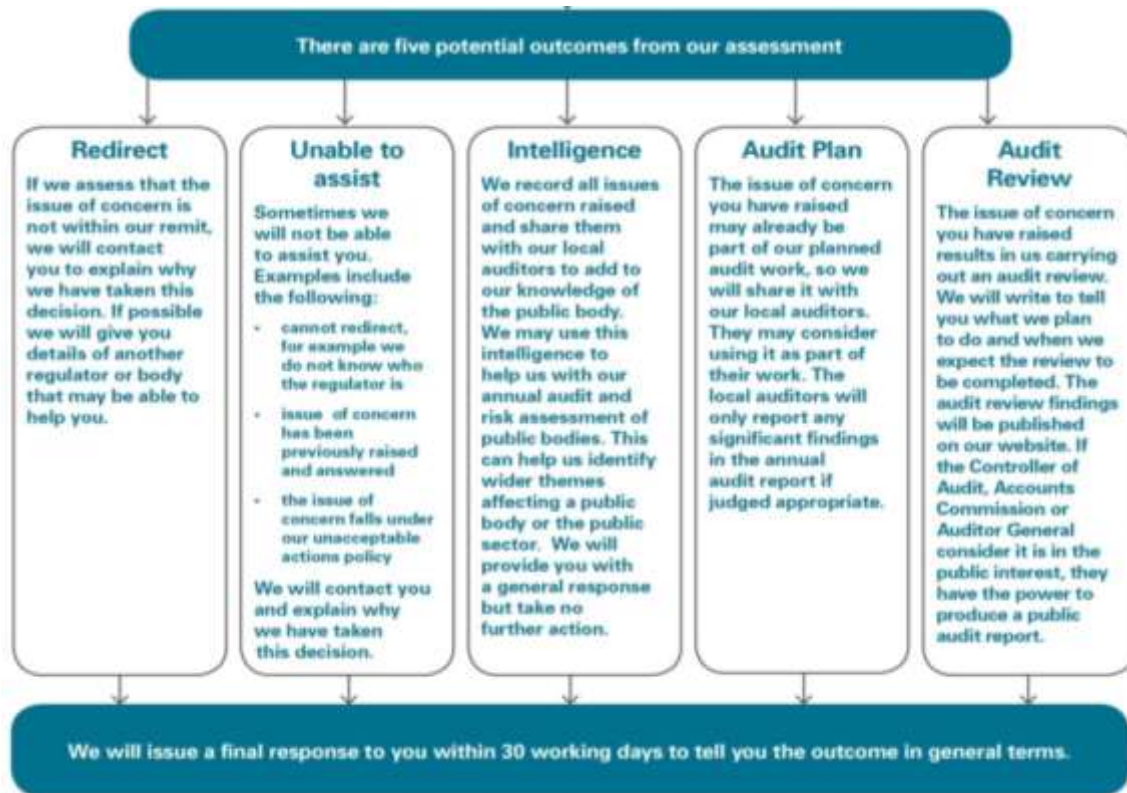 There are five potential outcomes from our assessment
Redirect
If we assess that the
issue of concern is
not within our remit,
we will contact
you to explain why
we have taken this
decision. If possible
we will give you
details of another
regulator or body
that may be able to
help you.
Unable to
assist
Sometimes we
will not be able
to assist you.
Examples include
the following:
- cannot redirect,
for example we
do not know who
the regulator is
- issue of concern
has been
previously raised
and answered
- the issue of
concern falls under
our unacceptable
actions policy
We will contact you
and explain why
we have taken
this decision.
Intelligence
We record all issues
of concern raised
and share them
with our local
auditors to add to
our knowledge of
the public body.
We may use this
intelligence to
help us with our
annual audit and
risk assessment of
public bodies. This
can help us identify
wider themes
affecting a public
body or the public
sector. We will
provide you with
a general response
but take no
further action.
Audit Plan
The issue of concern
you have raised
may already be
part of our planned
audit work, so we
will share it with
our local auditors.
They may consider
using it as part of
their work. The
local auditors will
only report any
significant findings
in the annual
audit report if
judged appropriate.
Audit
Review
The issue of concern
you have raised
results in us carrying
out an audit review.
We will write to tell
you what we plan
to do and when we
expect the review to
be completed. The
audit review findings
will be published
on our website. If
the Controller of
Audit, Accounts
Commission or
Auditor General
consider it is in the
public interest, they
have the power to
produce a public
audit report.
We will issue a final response to you within 30 working days to tell you the outcome in general terms.